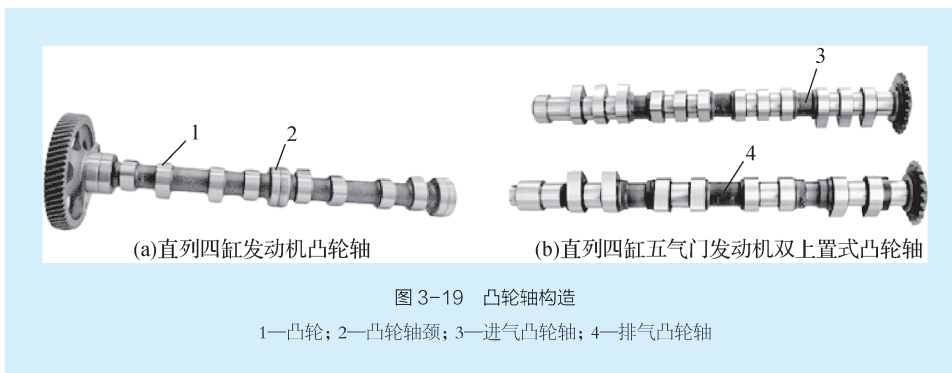 3
1
2
4
(a)直列四缸发动机凸轮轴
(b)直列四缸五气门发动机双上置式凸轮轴
图 3-19 凸轮轴构造
1—凸轮；2—凸轮轴颈；3—进气凸轮轴；4—排气凸轮轴